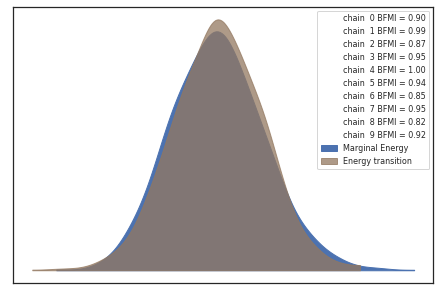 chain  0 BFMI = 0.90
chain  1 BFMI = 0.99
chain  2 BFMI = 0.87
chain  3 BFMI = 0.95
chain  4 BFMI = 1.00
chain  5 BFMI = 0.94
chain  6 BFMI = 0.85
chain  7 BFMI = 0.95
chain  8 BFMI = 0.82
chain  9 BFMI = 0.92
Marginal Energy
Energy transition